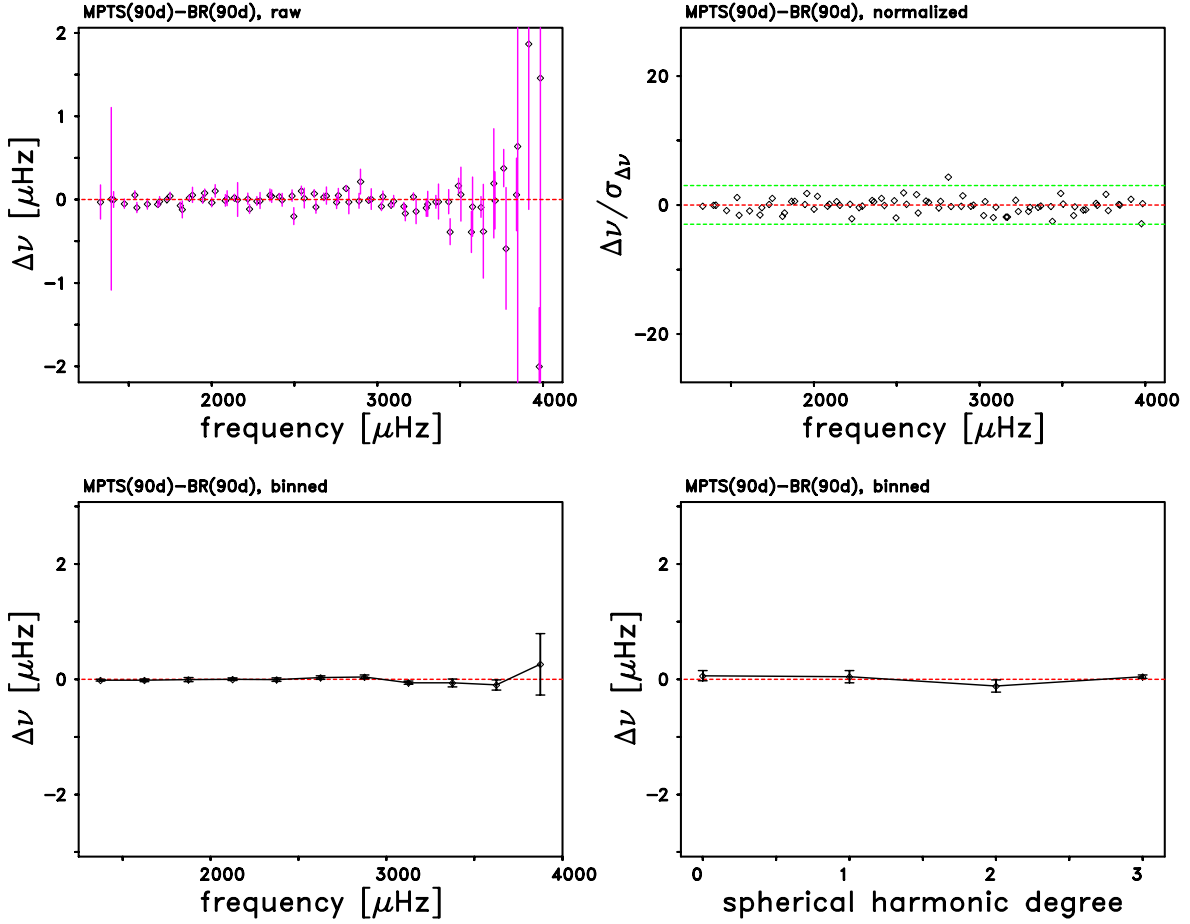 MPTS(90d)−BR(90d), raw
2
1
0
−1
−2
Δν [μHz]
2000 3000 4000
frequency [μHz]
MPTS(90d)−BR(90d), normalized
20
0
−20
Δν/σΔν
2000 3000 4000
frequency [μHz]
MPTS(90d)−BR(90d), binned
2
0
−2
Δν [μHz]
2000 3000 4000
frequency [μHz]
MPTS(90d)−BR(90d), binned
2
0
−2
Δν [μHz]
0 1 2 3
spherical harmonic degree